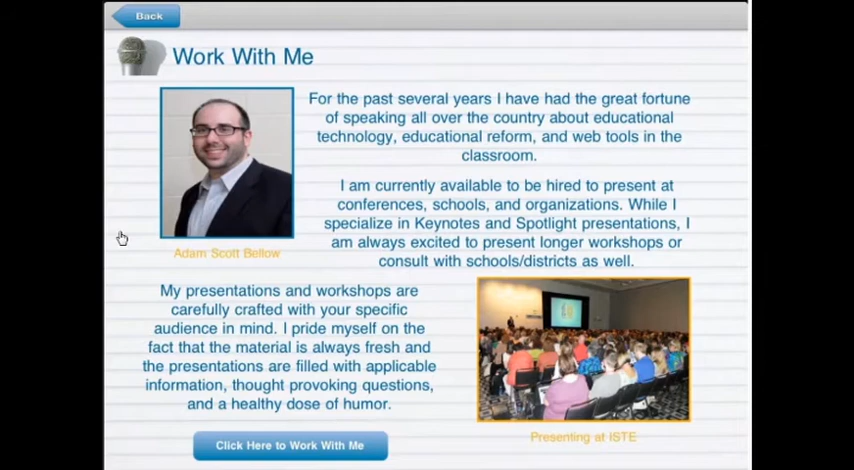 Back
Work With Me
For the past several years I have had the great fortune
of speaking all over the country about educational
technology, educational reform, and web tools in the
classroom.
I am currently available to be hired to present at
conferences, schools, and organizations. While I
specialize in Keynotes and Spotlight presentations, I
am always excited to present longer workshops or
consult with schools/districts as well.
Adam Scott Bellow
My presentations and workshops are
carefully crafted with your specific
audience in mind. I pride myself on the
fact that the material is always fresh and
the presentations are filled with applicable
information, thought provoking questions,
and a healthy dose of humor.
Presenting at ISTE
Click Here to Work With Me